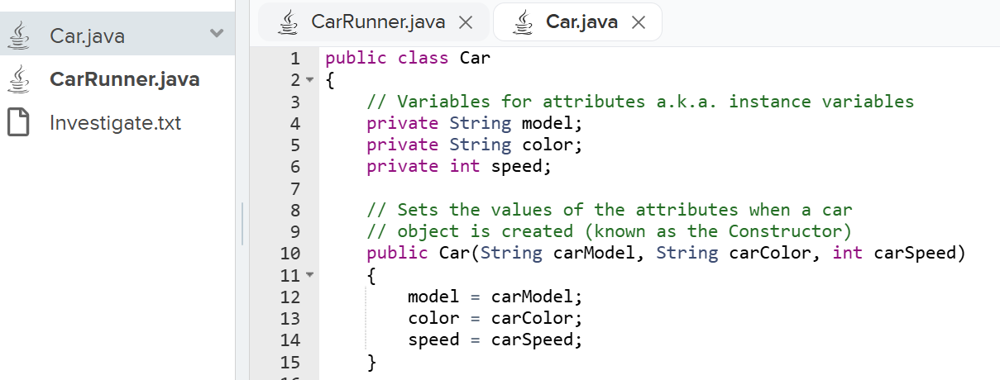 Car.java
CarRunner.java
Investigate.txt
CarRunner.java
Car.java
1 public class Car
2 {
3     // Variables for attributes a.k.a. instance variables
4     private String model;
5     private String color;
6     private int speed;
7
8     // Sets the values of the attributes when a car
9     // object is created (known as the Constructor)
10     public Car(String carModel, String carColor, int carSpeed)
11     {
12         model = carModel;
13         color = carColor;
14         speed = carSpeed;
15     }